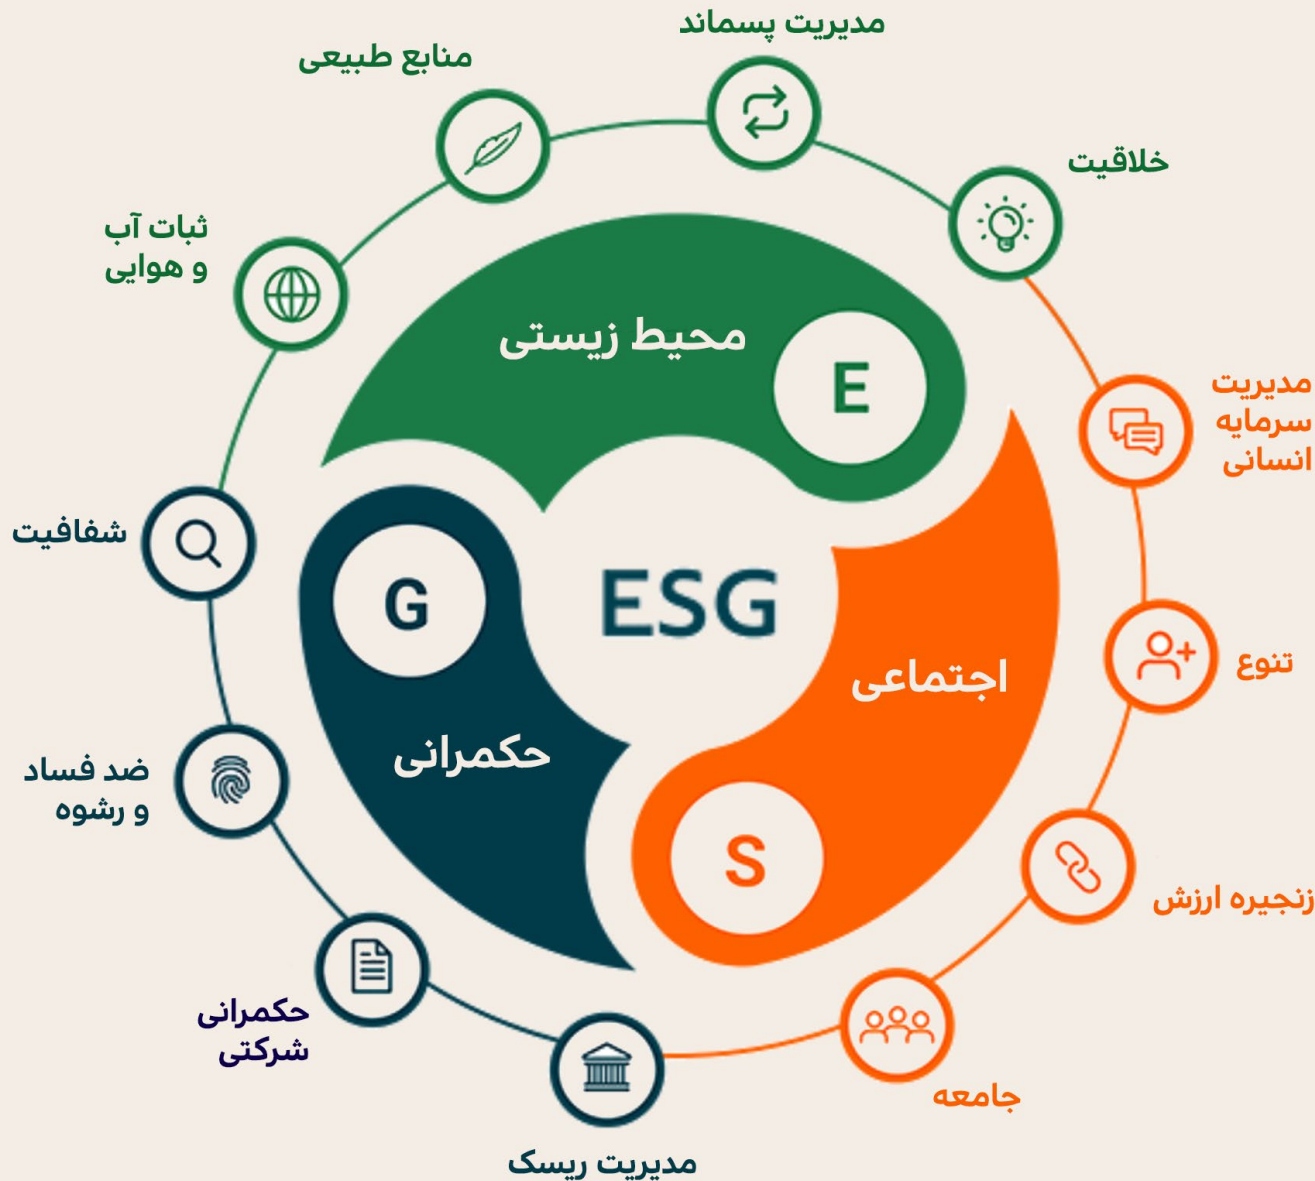 مدیریت پسماند
منابع طبیعی
خلاقیت
ثبات آب
و هوایی
محیط زیستی
E
مدیریت
سرمایه
انسانی
شفافیت
G
ESG
تنوع
اجتماعی
حکمرانی
ضد فساد
و رشوه
S
زنجیره ارزش
حکمرانی
شرکتی
جامعه
مدیریت ریسک